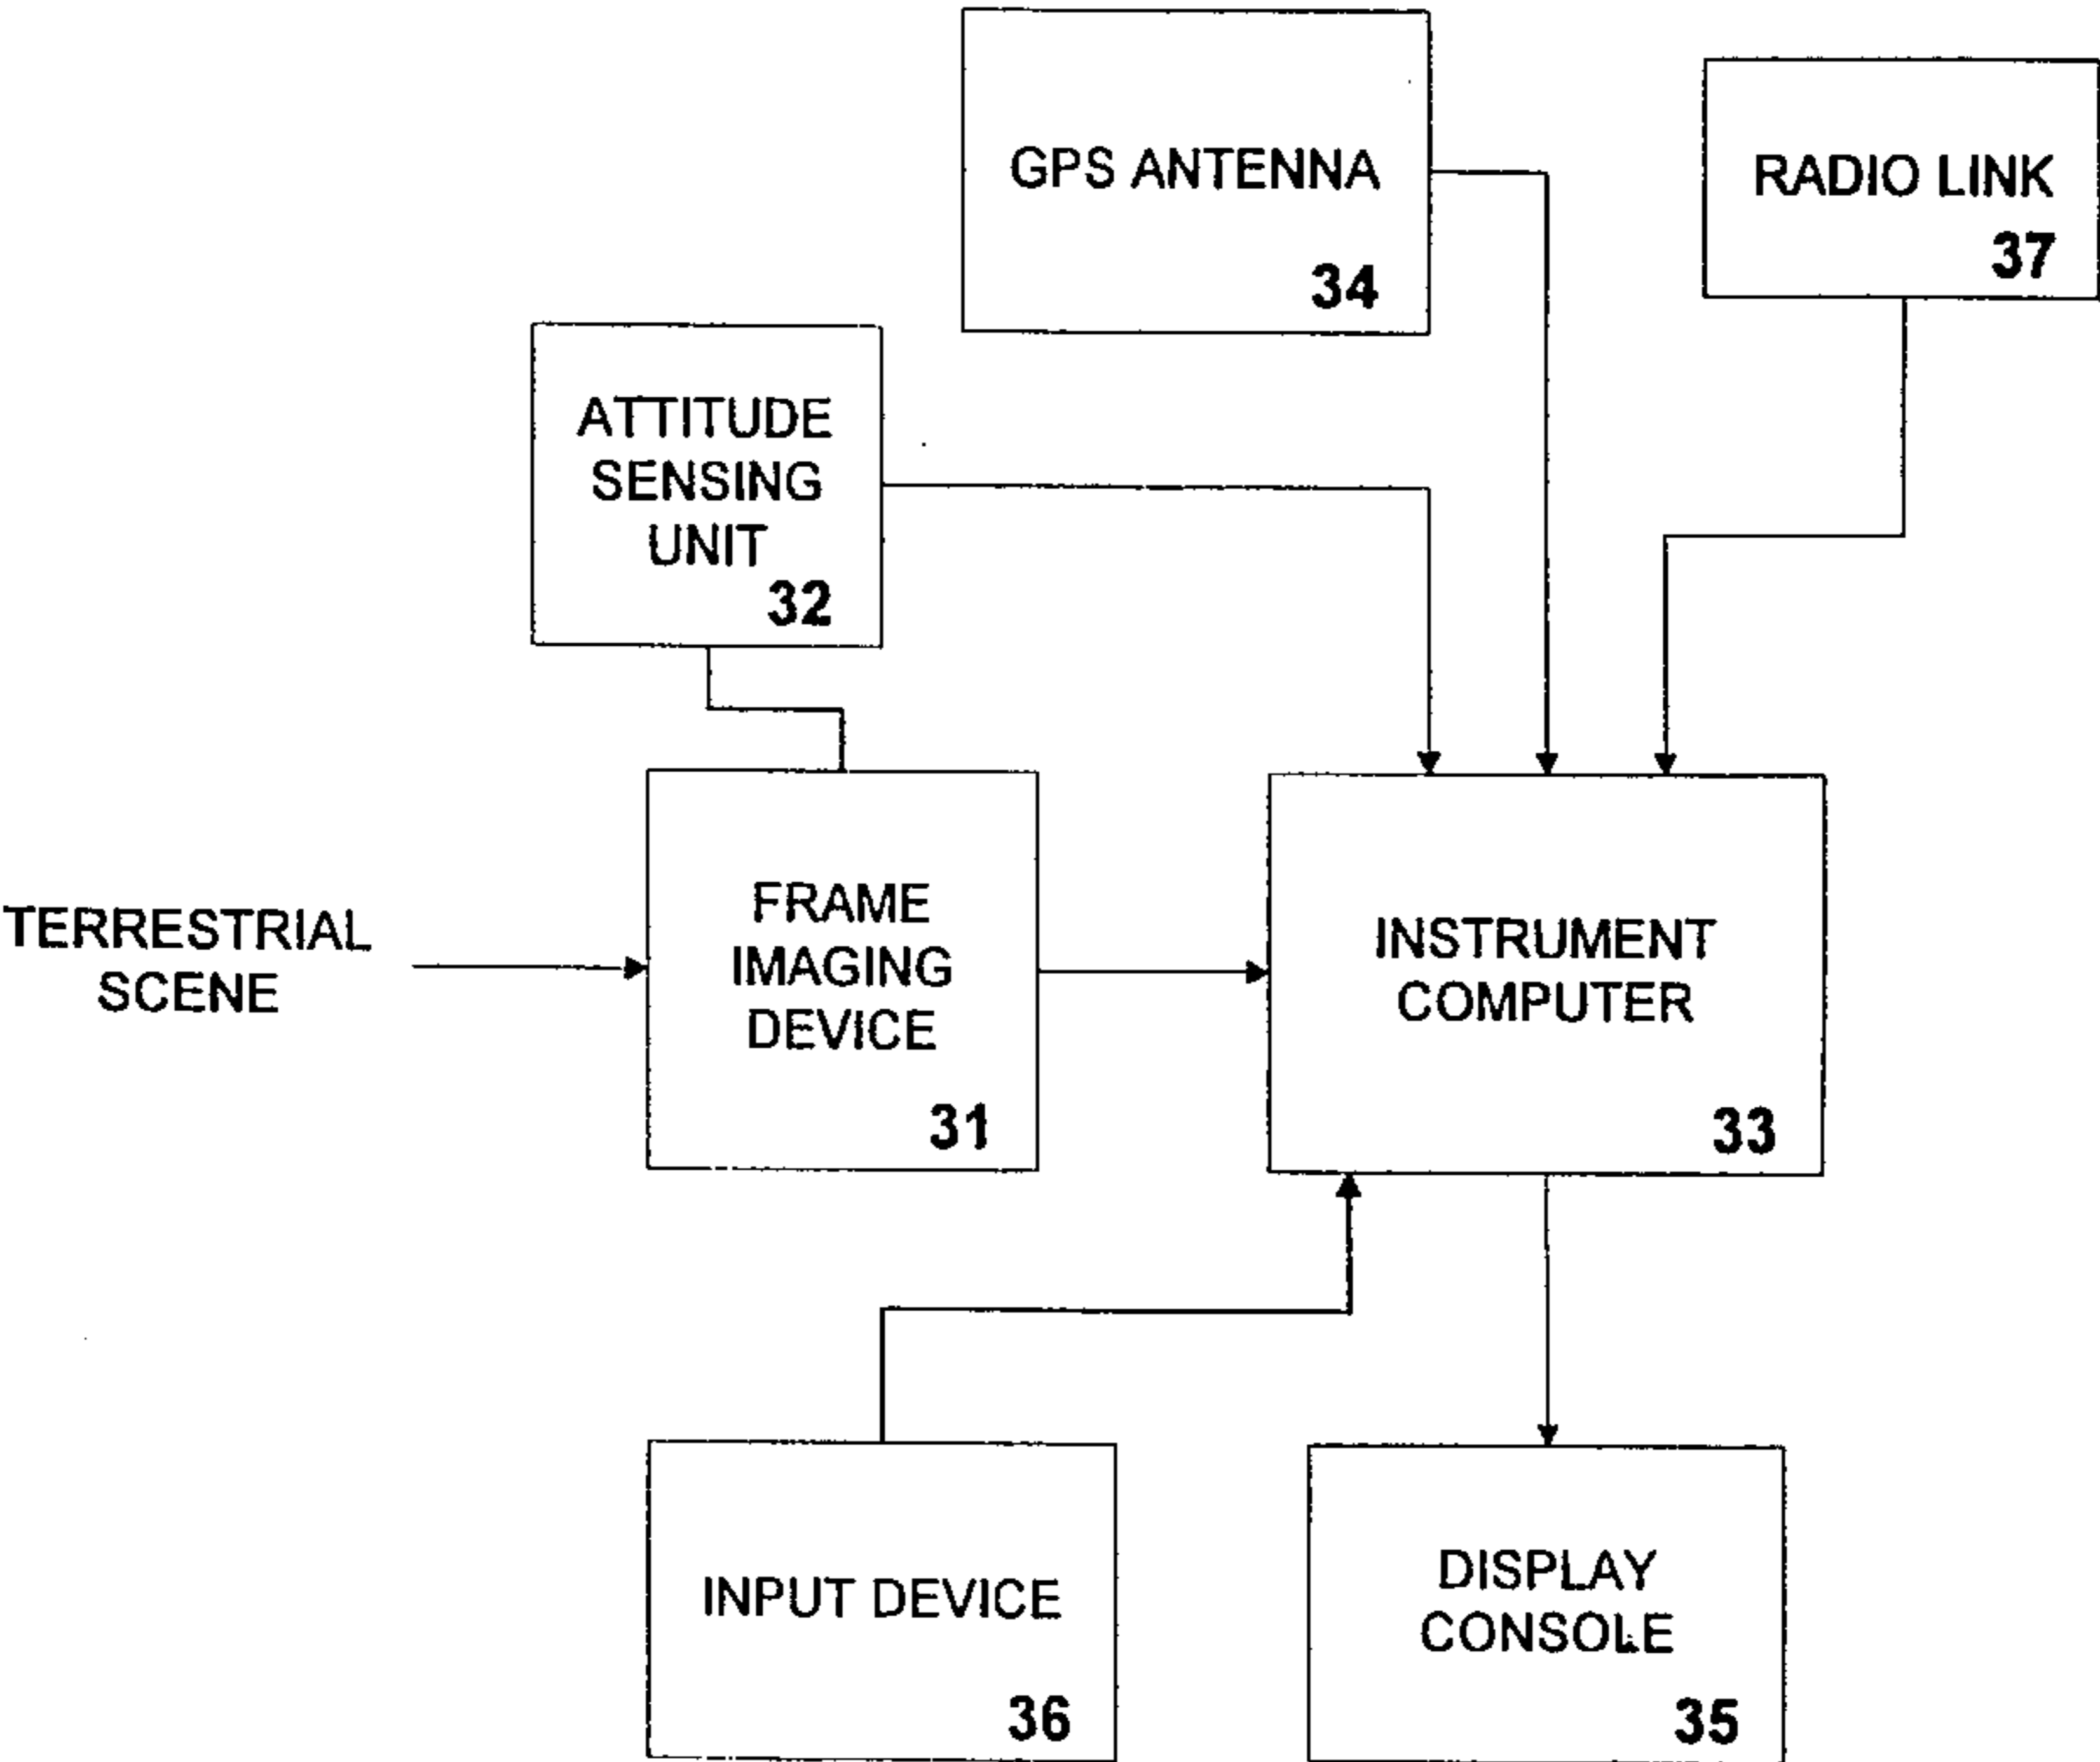 GPS ANTENNA
34
RADIO LINK
37
ATTITUDE
SENSING
UNIT
32
TERRESTRIAL
SCENE
FRAME
IMAGING
DEVICE
31
INSTRUMENT
COMPUTER
33
INPUT DEVICE
36
DISPLAY
CONSOLE
35